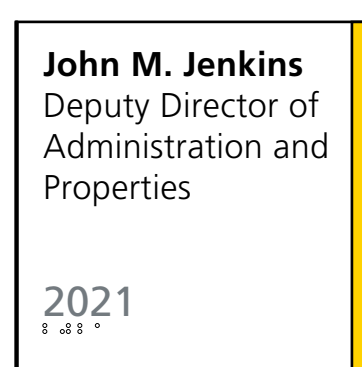 John M. Jenkins
Deputy Director of
Administration and
Properties
2021